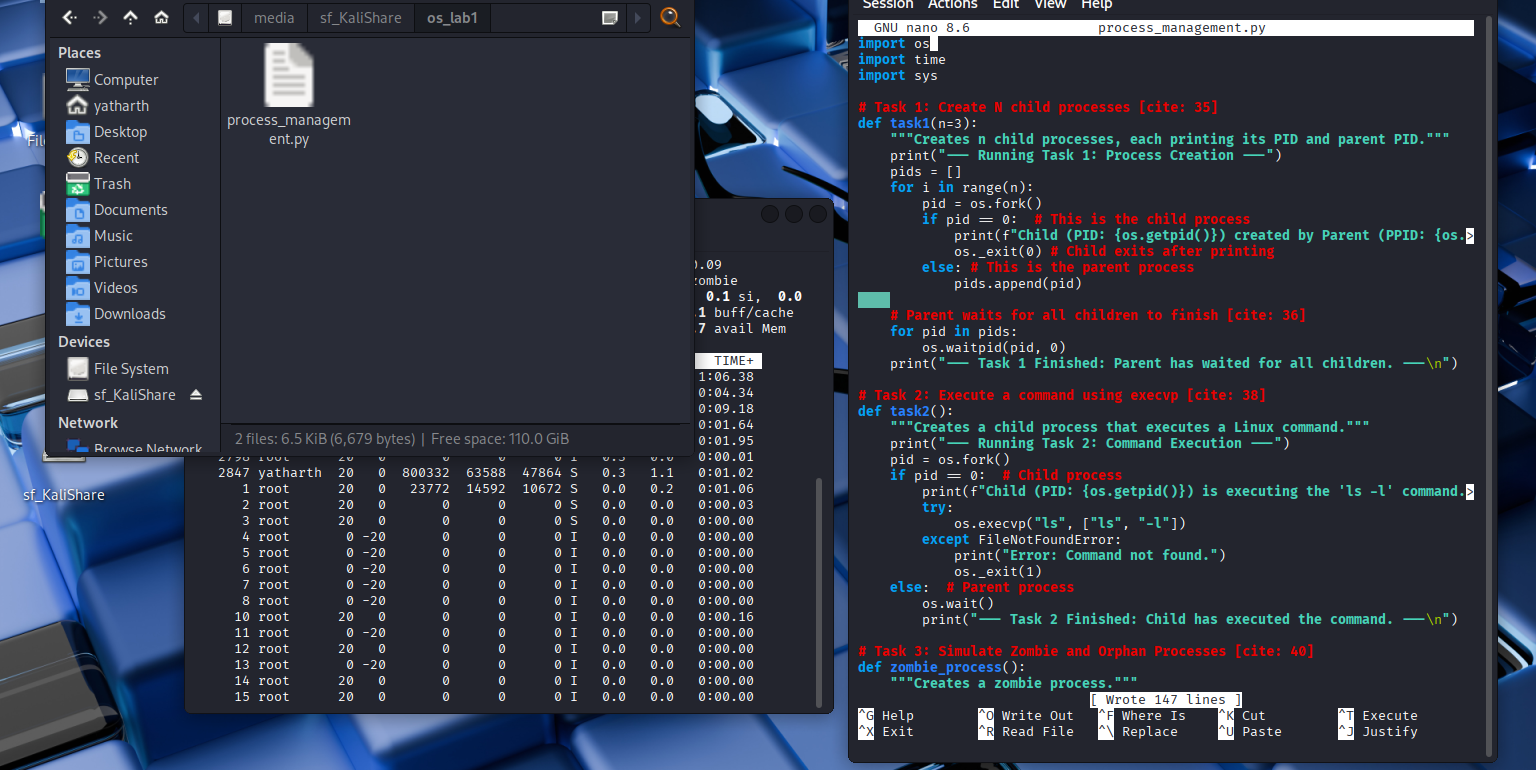 media
sf_KaliShare
os_lab1
Places
Computer
yatharth
Desktop
Recent
Trash
Documents
Music
Pictures
Videos
Downloads
Devices
File System
sf_KaliShare
Network
Browse Network
process_managem
ent.py
2 files: 6.5 KiB (6,679 bytes) | Free space: 110.0 GiB
sf_KaliShare
0.09
zombie
0.1 si, 0.0
.1 buff/cache
.7 avail Mem
TIME+
1:06.38
0:04.34
0:09.18
0:01.64
0:01.95
2798 root 20 0 0 0 0 I 0.3 0.0 0:00.01
2847 yatharth 20 0 800332 63588 47864 S 0.3 1.1 0:01.02
1 root 20 0 23772 14592 10672 S 0.0 0.2 0:01.06
2 root 20 0 0 0 0 S 0.0 0.0 0:00.03
3 root 20 0 0 0 0 S 0.0 0.0 0:00.00
4 root 0 -20 0 0 0 I 0.0 0.0 0:00.00
5 root 0 -20 0 0 0 I 0.0 0.0 0:00.00
6 root 0 -20 0 0 0 I 0.0 0.0 0:00.00
7 root 0 -20 0 0 0 I 0.0 0.0 0:00.00
8 root 0 -20 0 0 0 I 0.0 0.0 0:00.00
10 root 20 0 0 0 0 I 0.0 0.0 0:00.16
11 root 0 -20 0 0 0 I 0.0 0.0 0:00.00
12 root 20 0 0 0 0 I 0.0 0.0 0:00.00
13 root 0 -20 0 0 0 I 0.0 0.0 0:00.00
14 root 20 0 0 0 0 I 0.0 0.0 0:00.00
15 root 20 0 0 0 0 I 0.0 0.0 0:00.00
Session Actions Edit View Help
GNU nano 8.6 process_management.py
import os
import time
import sys
# Task 1: Create N child processes [cite: 35]
def task1(n=3):
"""Creates n child processes, each printing its PID and parent PID."""
print("--- Running Task 1: Process Creation ---")
pids = []
for i in range(n):
pid = os.fork()
if pid == 0: # This is the child process
print(f"Child (PID: {os.getpid()}) created by Parent (PPID: {os.>
os._exit(0) # Child exits after printing
else: # This is the parent process
pids.append(pid)
# Parent waits for all children to finish [cite: 36]
for pid in pids:
os.waitpid(pid, 0)
print("--- Task 1 Finished: Parent has waited for all children. ---\n")
# Task 2: Execute a command using execvp [cite: 38]
def task2():
"""Creates a child process that executes a Linux command."""
print("--- Running Task 2: Command Execution ---")
pid = os.fork()
if pid == 0: # Child process
print(f"Child (PID: {os.getpid()}) is executing the 'ls -l' command.>
try:
os.execvp("ls", ["ls", "-l"])
except FileNotFoundError:
print("Error: Command not found.")
os._exit(1)
else: # Parent process
os.wait()
print("--- Task 2 Finished: Child has executed the command. ---\n")
# Task 3: Simulate Zombie and Orphan Processes [cite: 40]
def zombie_process():
"""Creates a zombie process."""
[ Wrote 147 lines ]
^G Help ^O Write Out ^F Where Is ^K Cut ^T Execute
^X Exit ^R Read File ^\ Replace ^U Paste ^J Justify